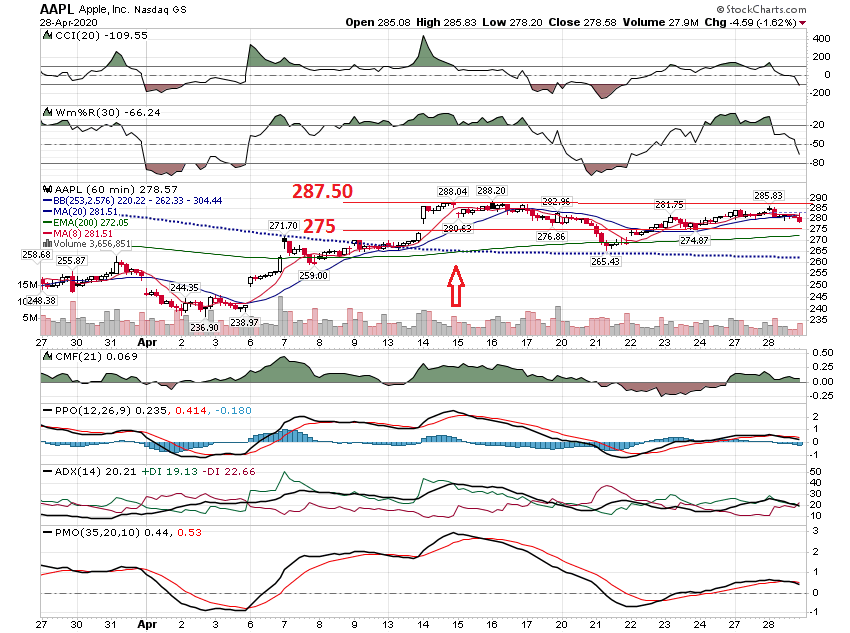 AAPL Apple, Inc. Nasdaq GS
© StockCharts.com
28-Apr-2020
Open 285.08 High 285.83 Low 278.20 Close 278.58 Volume 27.9M Chg -4.59 (-1.62%)
CCI(20) -109.55
400
200
0
-200
Wm%R(30) -66.24
-20
-50
-80
AAPL (60 min) 278.57
BB(253,2.576) 220.22 - 262.33 - 304.44
MA(20) 281.51
EMA(200) 272.05
MA(8) 281.51
Volume 3,656,851
287.50
275
258.68
255.87
248.38
244.35
236.90
238.97
271.70
259.00
288.04
280.63
288.20
282.96
276.86
265.43
281.75
274.87
285.83
290
285
280
275
270
265
260
255
250
245
240
235
15M
10M
5M
27 30 31 Apr 2 3 6 7 8 9 13 14 15 16 17 20 21 22 23 24 27 28
CMF(21) 0.069
0.50
0.25
0.00
-0.25
PPO(12,26,9) 0.235, 0.414, -0.180
2
1
0
-1
ADX(14) 20.21 +DI 19.13 -DI 22.66
50
40
30
20
10
PMO(35,20,10) 0.44, 0.53
3
2
1
0
-1
27 30 31 Apr 2 3 6 7 8 9 13 14 15 16 17 20 21 22 23 24 27 28